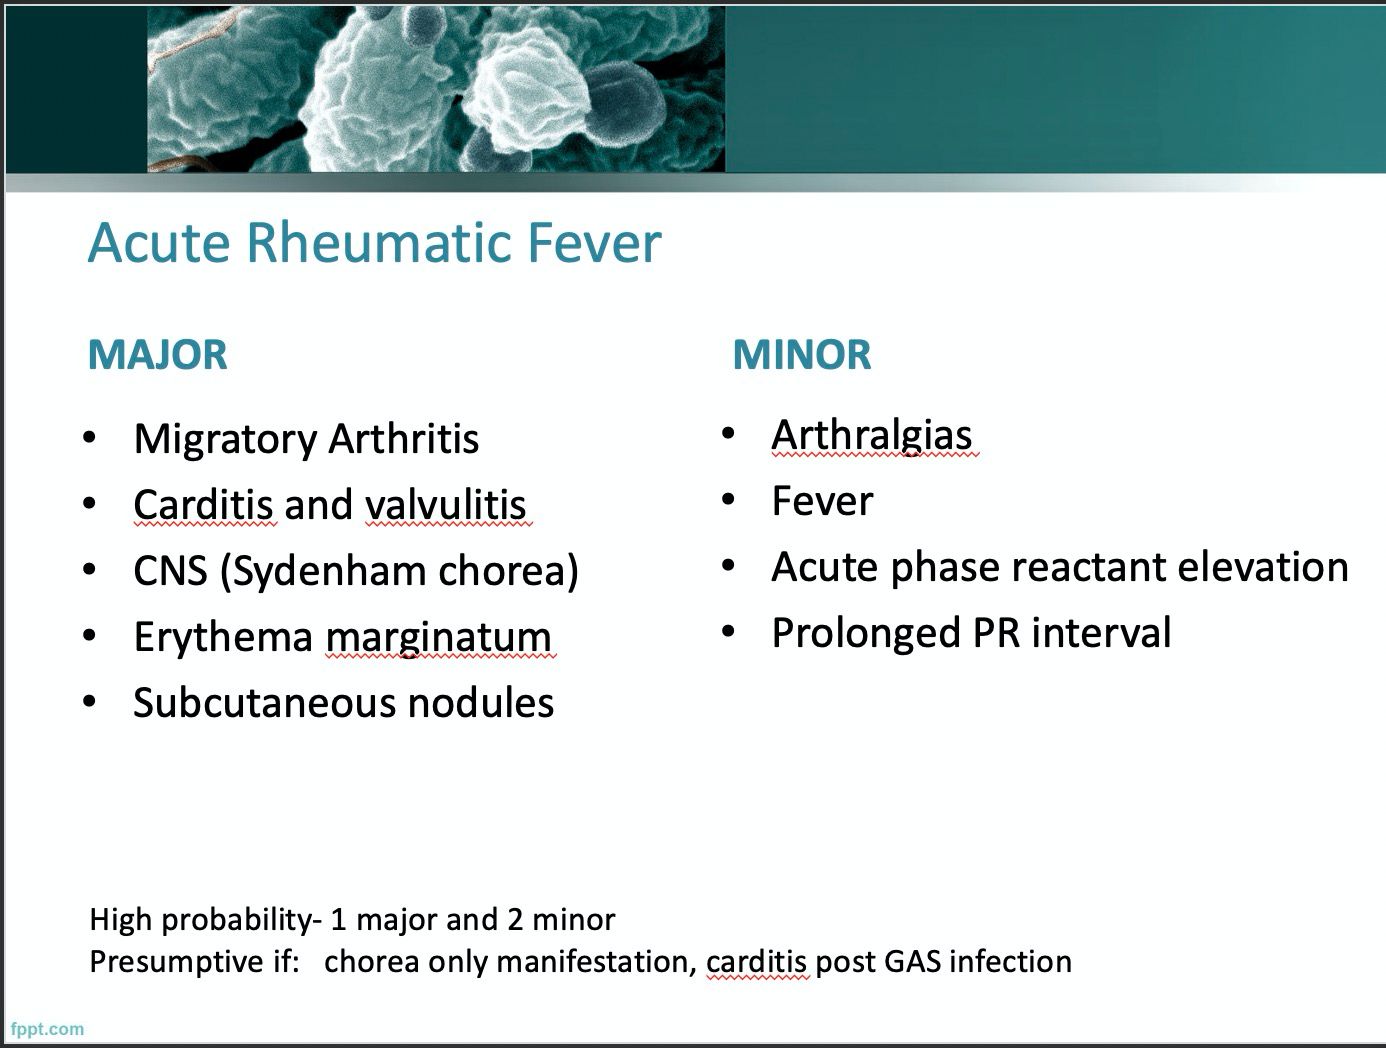 Acute Rheumatic Fever
MAJOR
• Migratory Arthritis
• Carditis and valvulitis
• CNS (Sydenham chorea)
• Erythema marginatum
• Subcutaneous nodules
MINOR
• Arthralgias
• Fever
• Acute phase reactant elevation
• Prolonged PR interval
High probability- 1 major and 2 minor
Presumptive if: chorea only manifestation, carditis post GAS infection
fppt.com